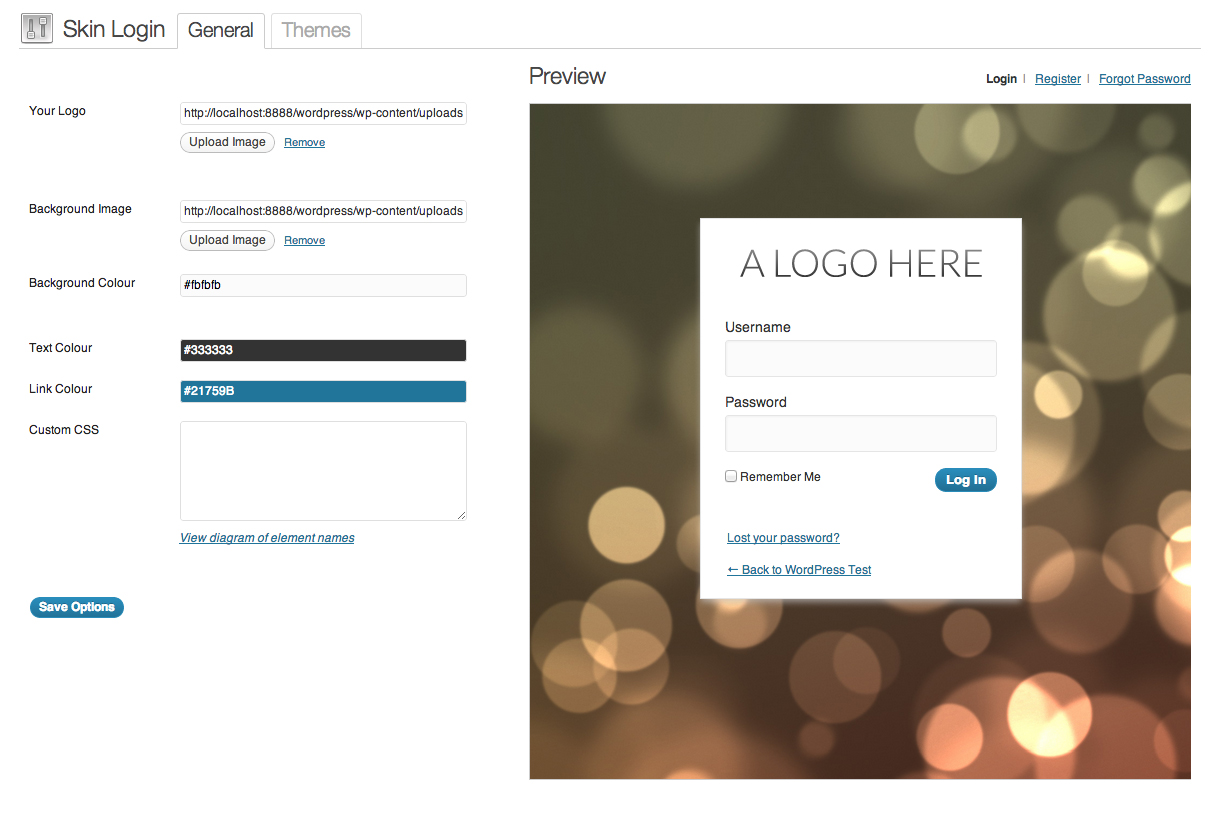 Skin Login General Themes
Preview
Login | Register | Forgot Password
Your Logo
http://localhost:8888/wordpress/wp-content/uploads
Upload Image Remove
Background Image
http://localhost:8888/wordpress/wp-content/uploads
Upload Image Remove
Background Colour
#fbfbfb
Text Colour
#333333
Link Colour
#21759B
Custom CSS
View diagram of element names
Save Options
A LOGO HERE
Username
Password
Remember Me
Log In
Lost your password?
← Back to WordPress Test